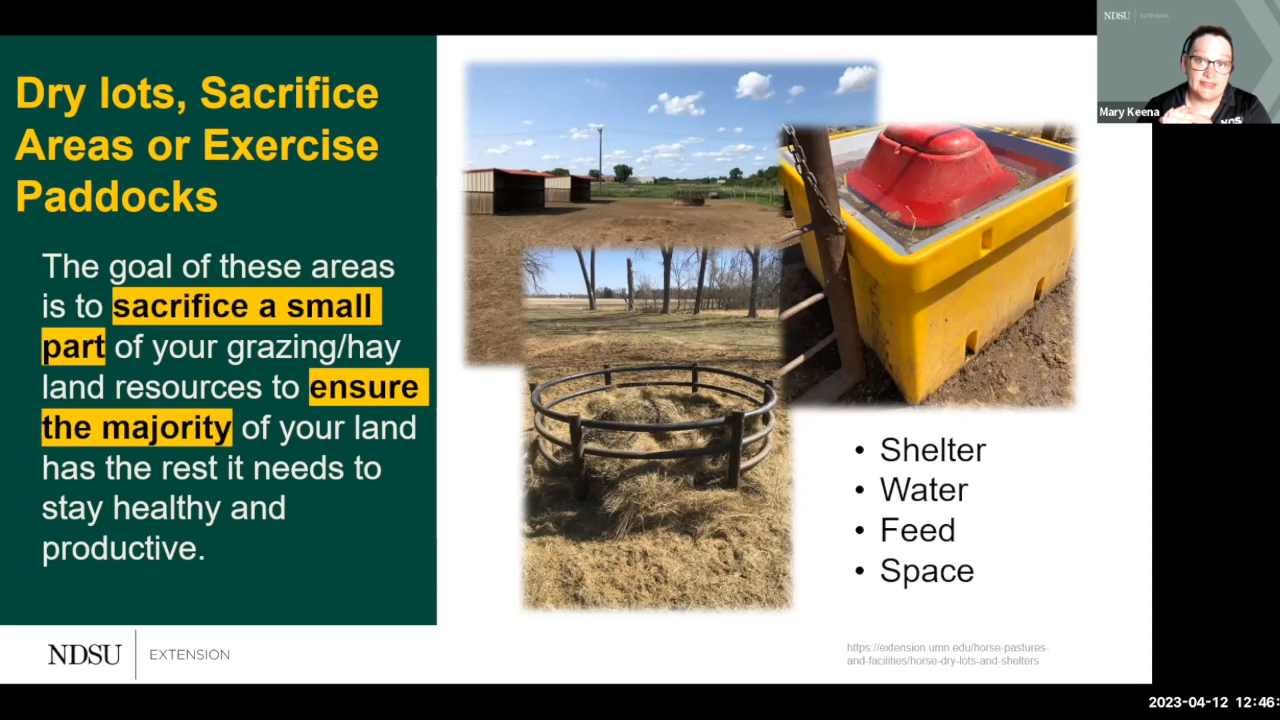 Dry lots, Sacrifice
Areas or Exercise
Paddocks
The goal of these areas
is to sacrifice a small
part of your grazing/hay
land resources to ensure
the majority of your land
has the rest it needs to
stay healthy and
productive.
• Shelter
• Water
• Feed
• Space
NDSU EXTENSION
https://extension.umn.edu/horse-pastures-
and-facilities/horse-dry-lots-and-shelters
NDSU EXTENSION
Mary Keena
2023-04-12 12:46: